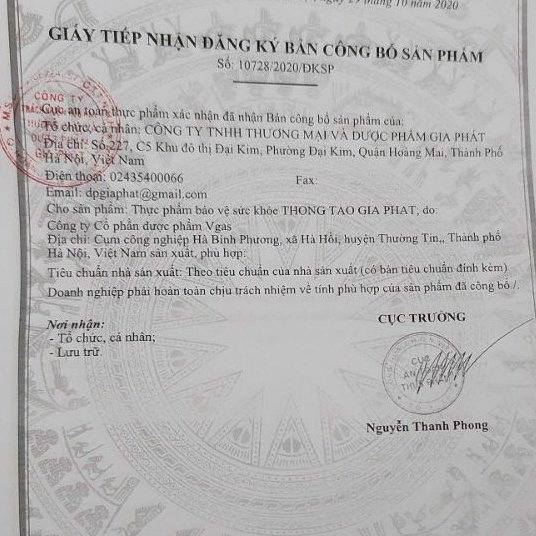 ngày 29 tháng 10 năm 2020
GIẤY TIẾP NHẬN ĐĂNG KÝ BẢN CÔNG BỐ SẢN PHẨM
Số: 10728/2020/ĐKSP
CÔNG TY
Cục an toàn thực phẩm xác nhận đã nhận Bản công bố sản phẩm của:
Tổ chức, cá nhân: CÔNG TY TNHH THƯƠNG MẠI VÀ DƯỢC PHẨM GIA PHÁT
Địa chỉ: Số 227, C5 Khu đô thị Đại Kim, Phường Đại Kim, Quận Hoàng Mai, Thành Phố
Hà Nội, Việt Nam
Điện thoại: 02435400066 Fax:
Email: dpgiaphat@gmail.com
Cho sản phẩm: Thực phẩm bảo vệ sức khỏe THONG TAO GIA PHAT, do:
Công ty Cổ phần dược phẩm Vgas
Địa chỉ: Cụm công nghiệp Hà Bình Phương, xã Hà Hồi, huyện Thường Tín,, Thành phố
Hà Nội, Việt Nam sản xuất, phù hợp:
Tiêu chuẩn nhà sản xuất: Theo tiêu chuẩn của nhà sản xuất (có bản tiêu chuẩn đính kèm)
Doanh nghiệp phải hoàn toàn chịu trách nhiệm về tính phù hợp của sản phẩm đã công bố./.
CỤC TRƯỞNG
Nơi nhận:
- Tổ chức, cá nhân;
- Lưu trữ.
CỤC
AN
Nguyễn Thanh Phong